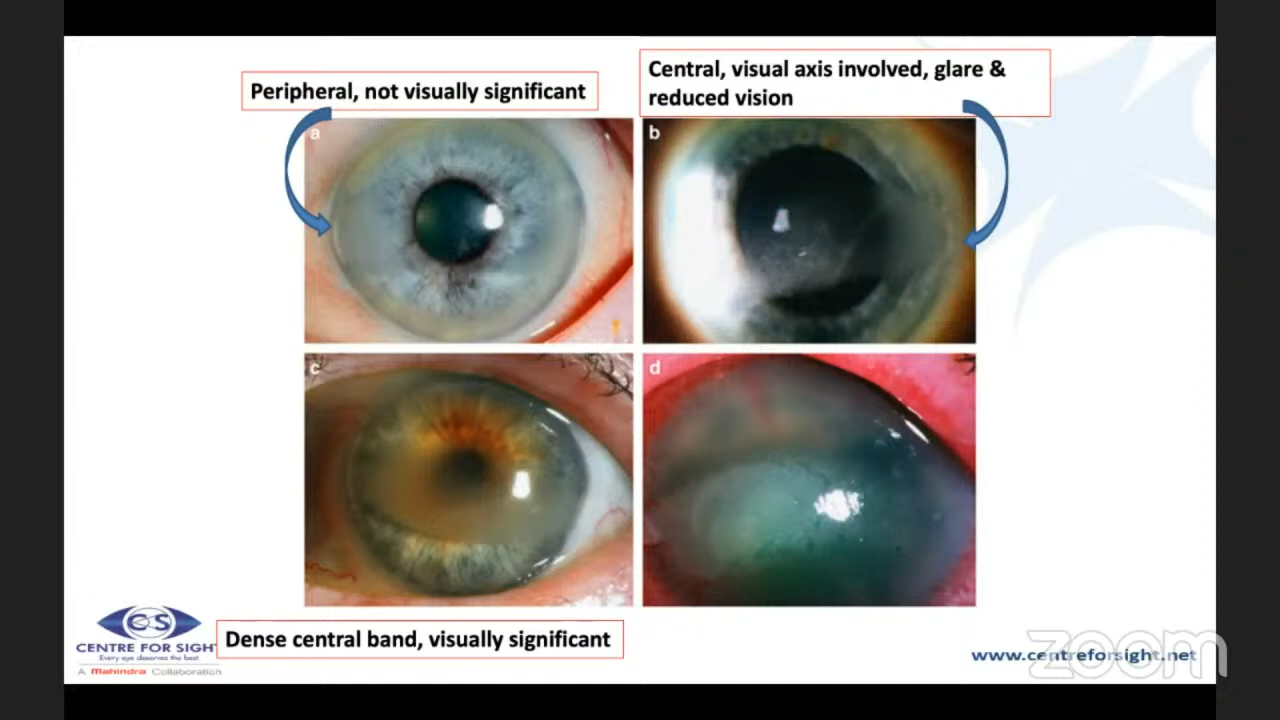 Peripheral, not visually significant
Central, visual axis involved, glare &
reduced vision
a
b
c
d
Dense central band, visually significant
CS
CENTRE FOR SIGHT
Every eye deserves the best.
A Mahindra Collaboration
www.centreforsight.net
zoom